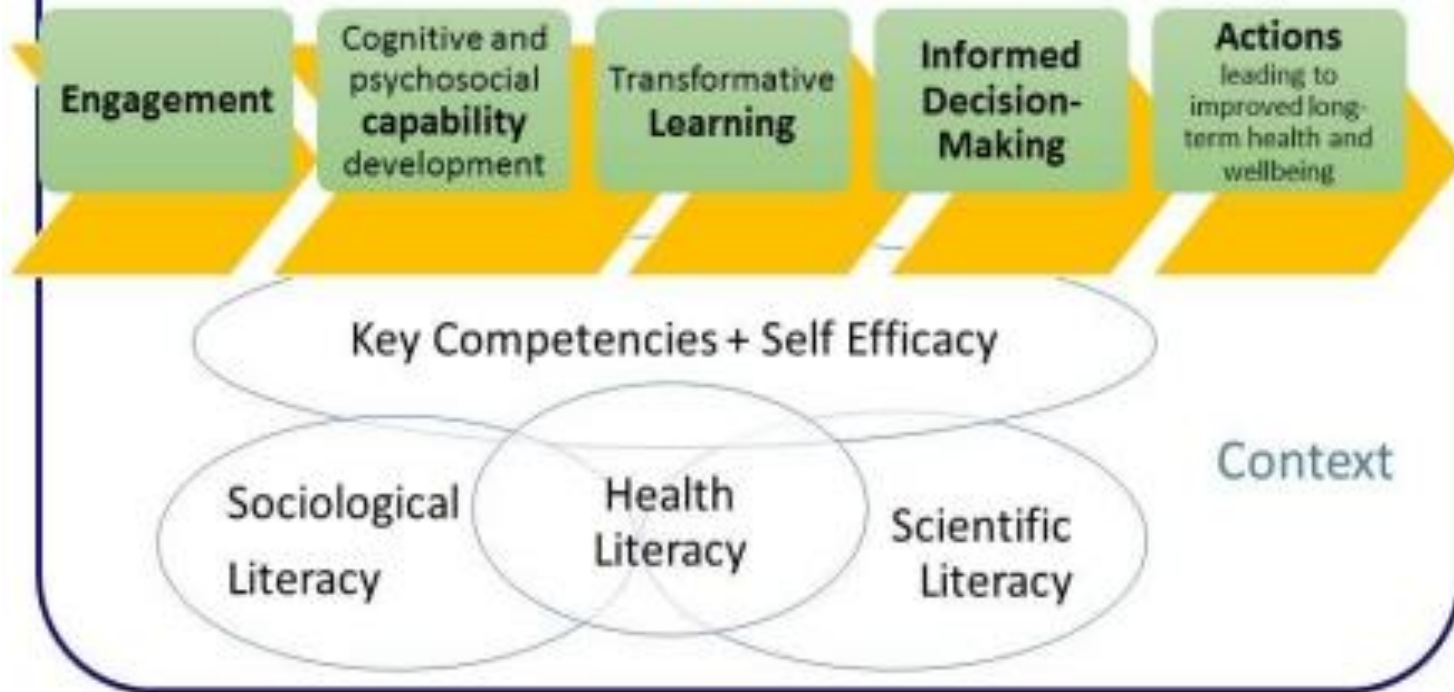 Engagement
Cognitive and
psychosocial
capability
development
Transformative
Learning
Informed
Decision-
Making
Actions
leading to
improved long-
term health and
wellbeing
Key Competencies + Self Efficacy
Sociological
Literacy
Health
Literacy
Scientific
Literacy
Context